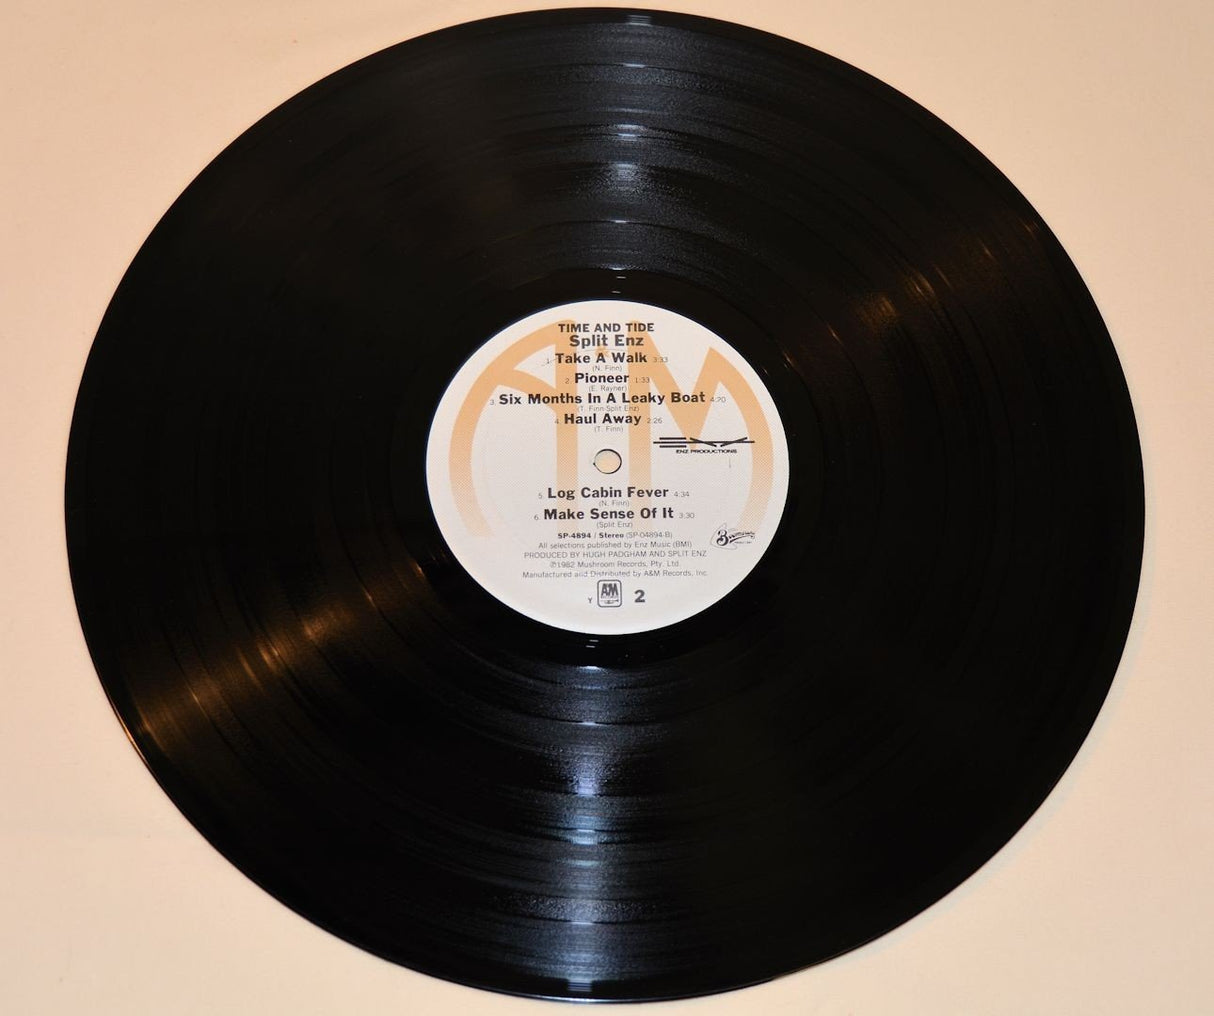 TIME AND TIDE
Split Enz
1. Take A Walk 3:33
(N. Finn)
2. Pioneer 1:33
(E. Rayner)
3. Six Months In A Leaky Boat 4:20
(T. Finn-Split Enz)
4. Haul Away 2:26
(T. Finn)
ENZ PRODUCTIONS
5. Log Cabin Fever 4:34
(N. Finn)
6. Make Sense Of It 3:30
(Split Enz)
SP-4894 / Stereo (SP-04894-B)
All selections published by Enz Music (BMI)
PRODUCED BY HUGH PADGHAM AND SPLIT ENZ
℗1982 Mushroom Records, Pty. Ltd.
Manufactured and Distributed by A&M Records, Inc.
Y A&M RECORDS 2